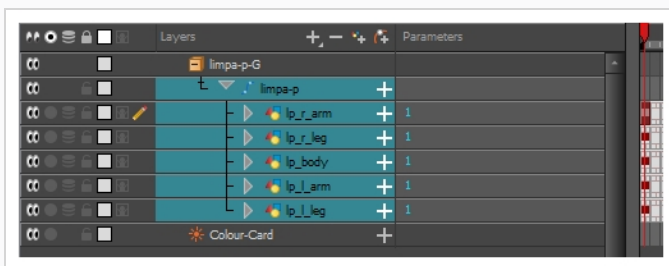 Layers Parameters
limpa-p-G
limpa-p
lp_r_arm 1
lp_r_leg 1
lp_body 1
lp_l_arm 1
lp_l_leg 1
Colour-Card